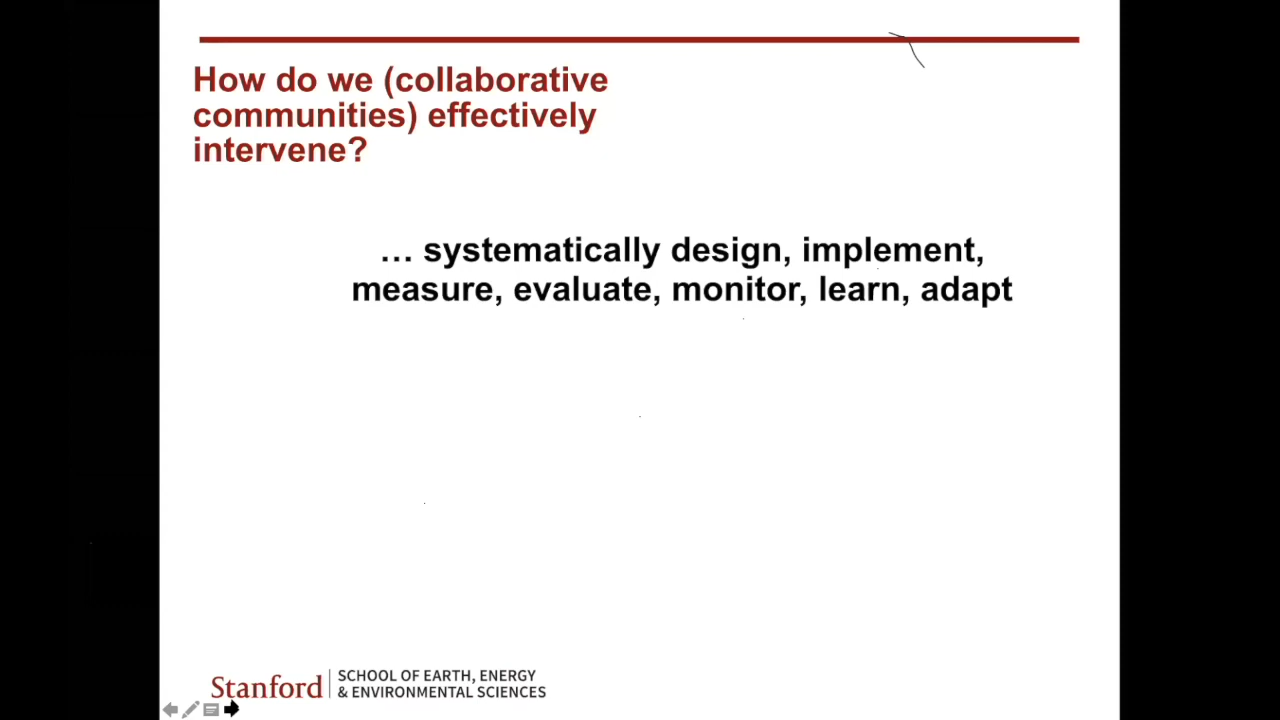 How do we (collaborative
communities) effectively
intervene?
… systematically design, implement,
measure, evaluate, monitor, learn, adapt
Stanford
SCHOOL OF EARTH, ENERGY
& ENVIRONMENTAL SCIENCES